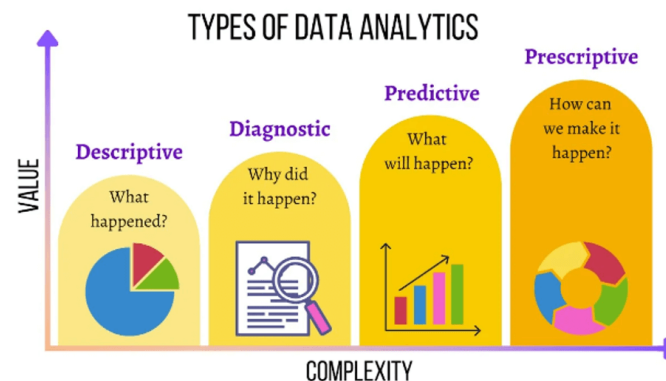 TYPES OF DATA ANALYTICS
VALUE
Descriptive
What
happened?
Diagnostic
Why did
it happen?
Predictive
What
will happen?
Prescriptive
How can
we make it
happen?
COMPLEXITY